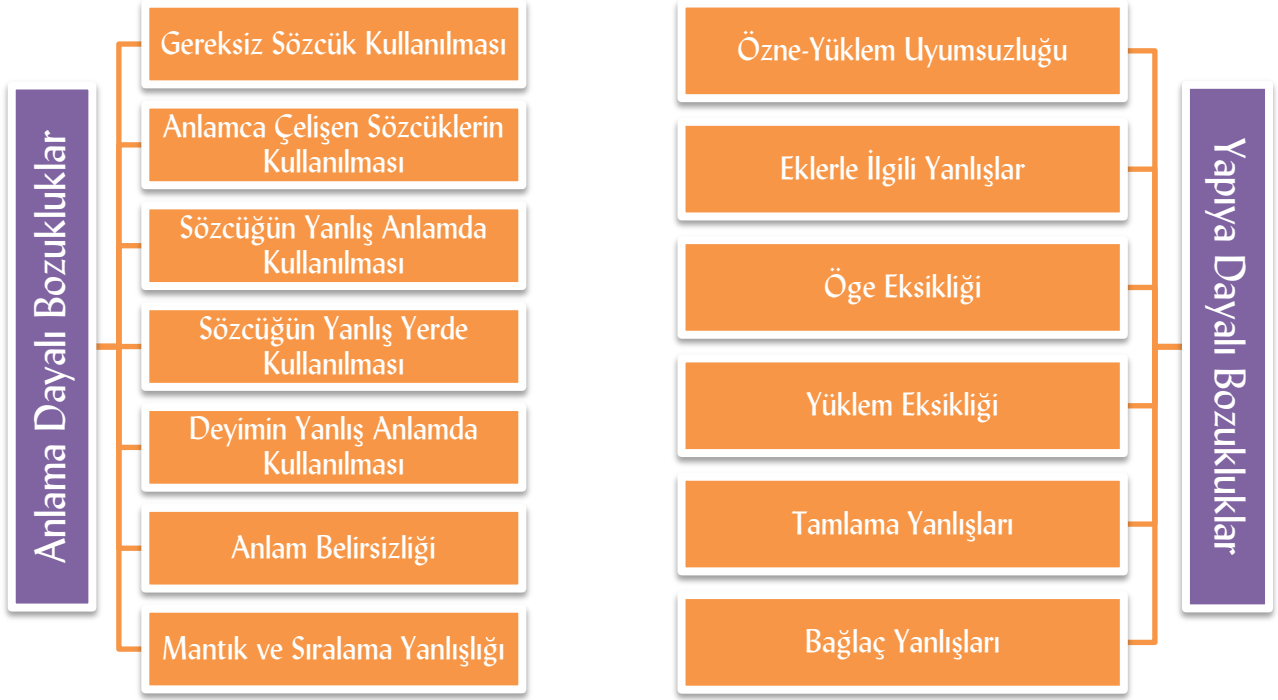 Anlama Dayalı Bozukluklar
Gereksiz Sözcük Kullanılması
Anlamca Çelişen Sözcüklerin
Kullanılması
Sözcüğün Yanlış Anlamda
Kullanılması
Sözcüğün Yanlış Yerde
Kullanılması
Deyimin Yanlış Anlamda
Kullanılması
Anlam Belirsizliği
Mantık ve Sıralama Yanlışlığı
Yapıya Dayalı Bozukluklar
Özne-Yüklem Uyumsuzluğu
Eklerle İlgili Yanlışlar
Öge Eksikliği
Yüklem Eksikliği
Tamlama Yanlışları
Bağlaç Yanlışları